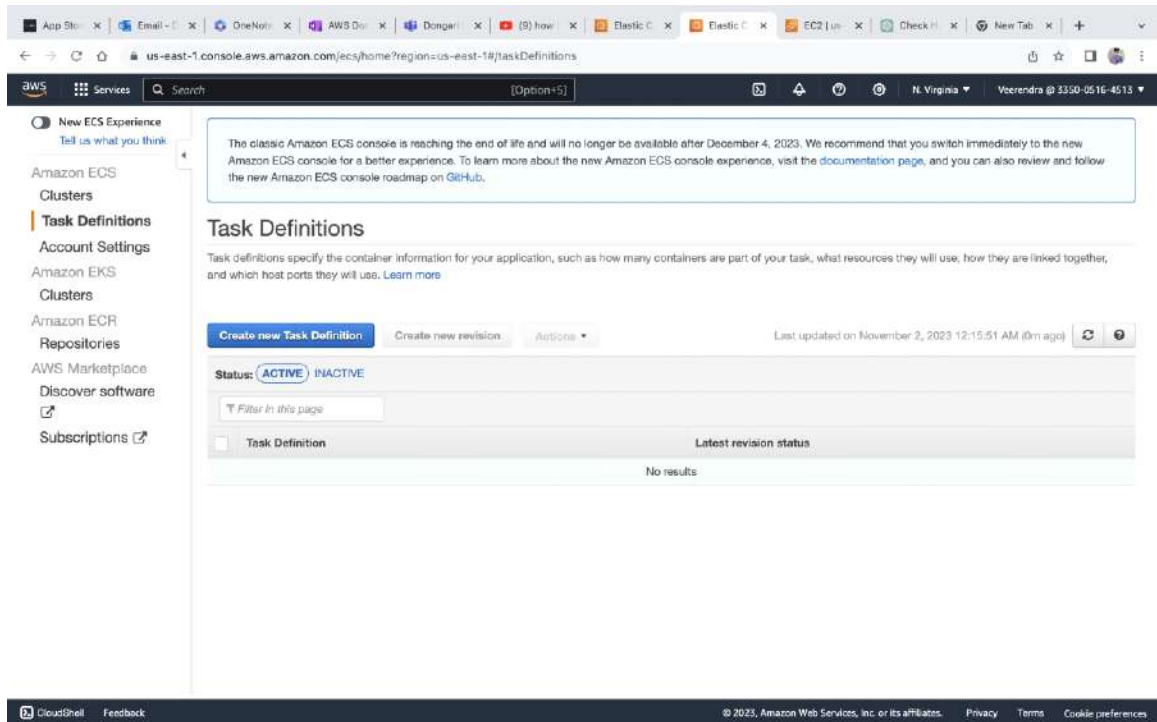 App Sto
Email -
OneNote
AWS Do
Dongari
(9) how
Elastic C
Elastic C
EC2 | us-
Check H
New Tab
us-east-1.console.aws.amazon.com/ecs/home?region=us-east-1#/taskDefinitions
aws
Services
Search
[Option+S]
N. Virginia
Veerendra @ 3350-0516-4513
New ECS Experience
Tell us what you think
Amazon ECS
Clusters
Task Definitions
Account Settings
Amazon EKS
Clusters
Amazon ECR
Repositories
AWS Marketplace
Discover software
Subscriptions
The classic Amazon ECS console is reaching the end of life and will no longer be available after December 4, 2023. We recommend that you switch immediately to the new
Amazon ECS console for a better experience. To learn more about the new Amazon ECS console experience, visit the documentation page, and you can also review and follow
the new Amazon ECS console roadmap on GitHub.
Task Definitions
Task definitions specify the container information for your application, such as how many containers are part of your task, what resources they will use, how they are linked together,
and which host ports they will use. Learn more
Create new Task Definition
Create new revision
Actions
Last updated on November 2, 2023 12:15:51 AM (0m ago)
Status: ACTIVE INACTIVE
Filter in this page
Task Definition
Latest revision status
No results
CloudShell
Feedback
© 2023, Amazon Web Services, Inc. or its affiliates.
Privacy
Terms
Cookie preferences